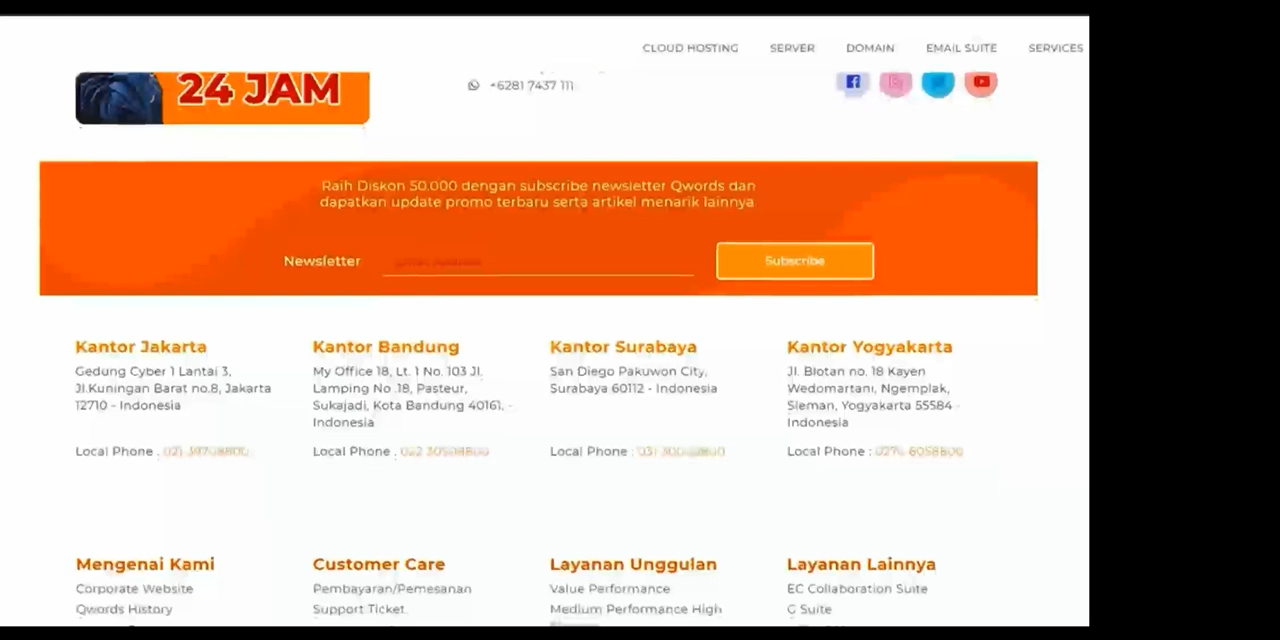 CLOUD HOSTING SERVER DOMAIN EMAIL SUITE SERVICES
24 JAM
+6281 7437 111
Raih Diskon 50.000 dengan subscribe newsletter Qwords dan
dapatkan update promo terbaru serta artikel menarik lainnya
Newsletter
Subscribe
Kantor Jakarta
Gedung Cyber 1 Lantai 3,
Jl.Kuningan Barat no.8, Jakarta
12710 - Indonesia
Local Phone :
Kantor Bandung
My Office 18, Lt. 1 No. 103 Jl.
Lamping No .18, Pasteur,
Sukajadi, Kota Bandung 40161, -
Indonesia
Local Phone :
Kantor Surabaya
San Diego Pakuwon City,
Surabaya 60112 - Indonesia
Local Phone :
Kantor Yogyakarta
Jl. Blotan no. 18 Kayen
Wedomartani, Ngemplak,
Sleman, Yogyakarta 55584 -
Indonesia
Local Phone :
Mengenai Kami
Corporate Website
Qwords History
Customer Care
Pembayaran/Pemesanan
Support Ticket
Layanan Unggulan
Value Performance
Medium Performance High
Layanan Lainnya
EC Collaboration Suite
G Suite